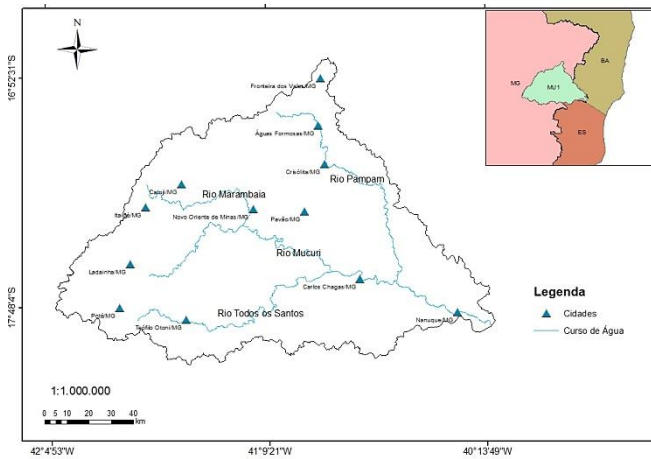 N
16°52'31"S
17°48'4"S
Fronteira dos Vales/MG
Águas Formosas/MG
Crisólita/MG
Rio Pampam
Catuji/MG
Rio Marambaia
Itaipé/MG
Novo Oriente de Minas/MG
Pavão/MG
Rio Mucuri
Ladainha/MG
Carlos Chagas/MG
Poté/MG
Rio Todos os Santos
Teófilo Otoni/MG
Nanuque/MG
MG
MU1
BA
ES
Legenda
Cidades
Curso de Água
1:1.000.000
0 5 10 20 30 40
km
42°4'53"W 41°9'21"W 40°13'49"W